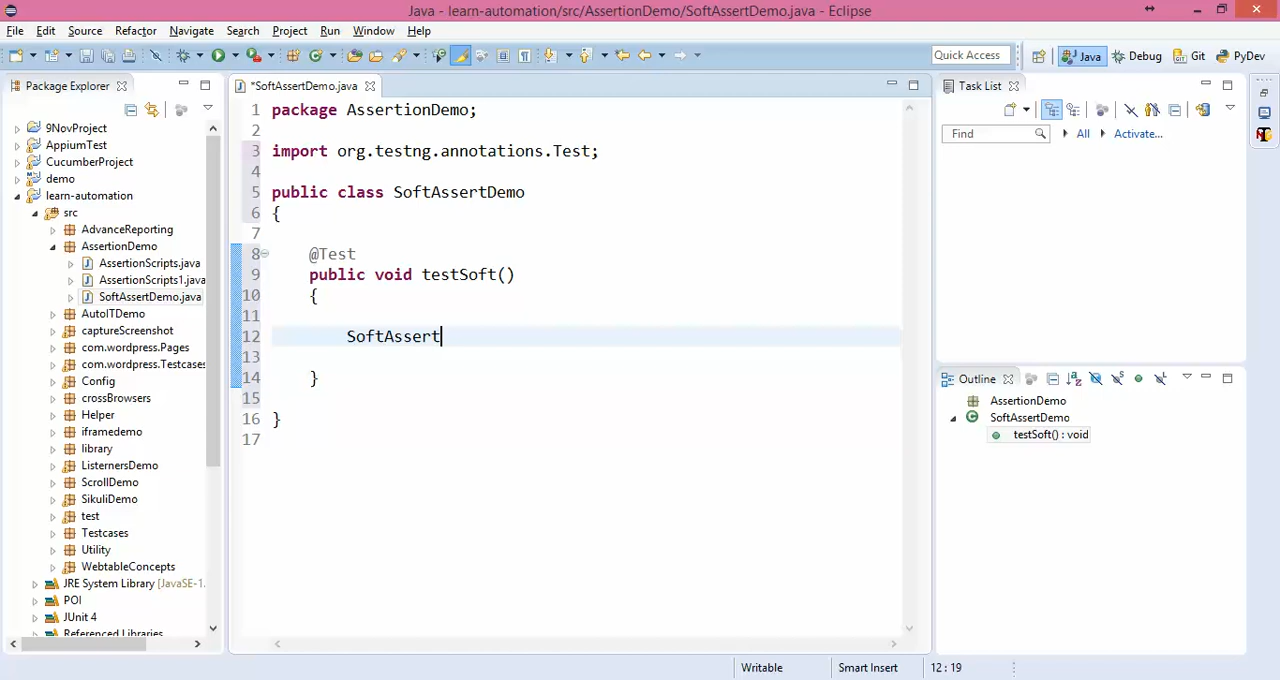 Java - learn-automation/src/AssertionDemo/SoftAssertDemo.java - Eclipse
File Edit Source Refactor Navigate Search Project Run Window Help
Quick Access
Java
Debug
Git
PyDev
Package Explorer
9NovProject
AppiumTest
CucumberProject
demo
learn-automation
src
AdvanceReporting
AssertionDemo
AssertionScripts.java
AssertionScripts1.java
SoftAssertDemo.java
AutoITDemo
captureScreenshot
com.wordpress.Pages
com.wordpress.Testcases
Config
crossBrowsers
Helper
iframedemo
library
ListernersDemo
ScrollDemo
SikuliDemo
test
Testcases
Utility
WebtableConcepts
JRE System Library [JavaSE-1.
POI
JUnit 4
Referenced Libraries
*SoftAssertDemo.java
1 package AssertionDemo;
2
3 import org.testng.annotations.Test;
4
5 public class SoftAssertDemo
6 {
7
8 @Test
9 public void testSoft()
10 {
11
12 SoftAssert
13
14 }
15
16 }
17
Task List
Find
All
Activate...
Outline
AssertionDemo
SoftAssertDemo
testSoft() : void
Writable
Smart Insert
12 : 19